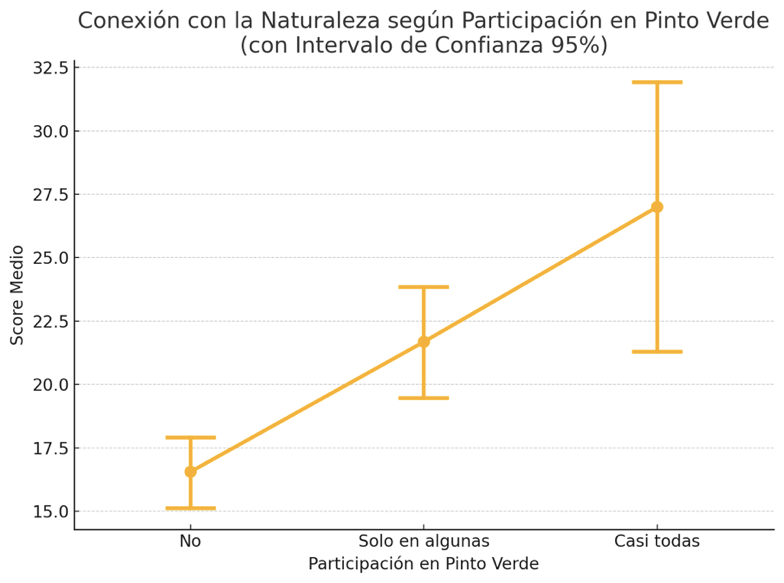 Conexión con la Naturaleza según Participación en Pinto Verde
(con Intervalo de Confianza 95%)
Score Medio
32.5
30.0
27.5
25.0
22.5
20.0
17.5
15.0
No
Solo en algunas
Casi todas
Participación en Pinto Verde